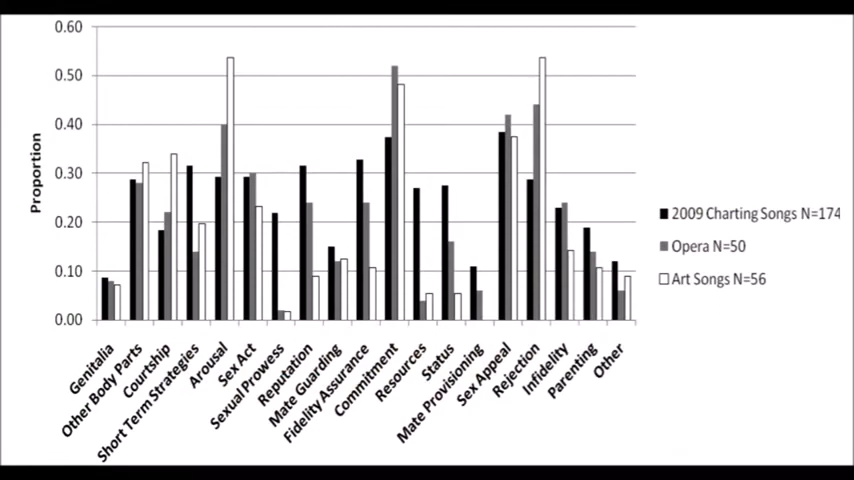 0.60
0.50
0.40
0.30
0.20
0.10
0.00
Proportion
Genitalia
Other Body Parts
Courtship
Short Term Strategies
Arousal
Sex Act
Sexual Prowess
Reputation
Mate Guarding
Fidelity Assurance
Commitment
Resources
Status
Mate Provisioning
Sex Appeal
Rejection
Infidelity
Parenting
Other
2009 Charting Songs N=174
Opera N=50
Art Songs N=56